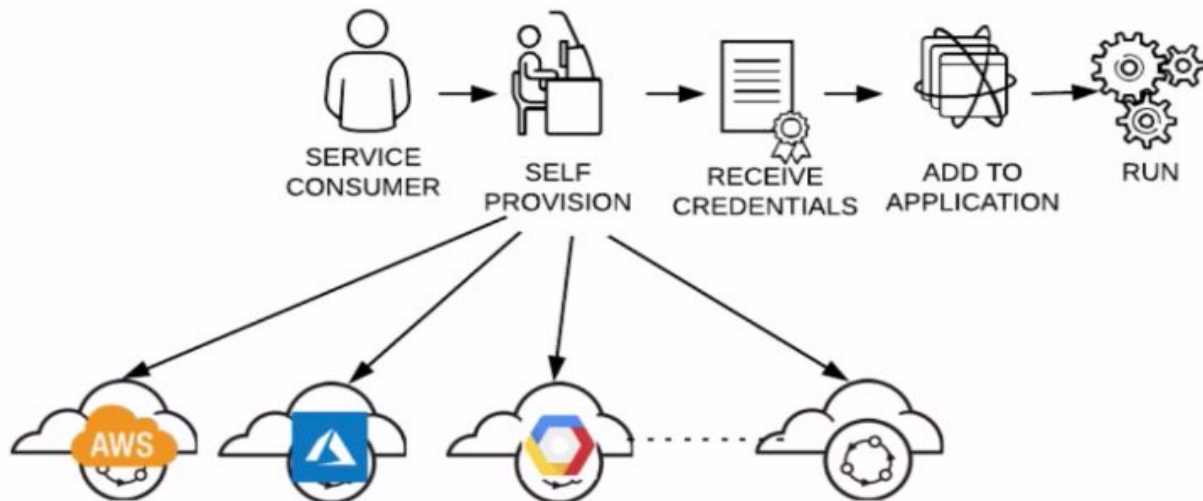 SERVICE
CONSUMER
SELF
PROVISION
RECEIVE
CREDENTIALS
ADD TO
APPLICATION
RUN
AWS